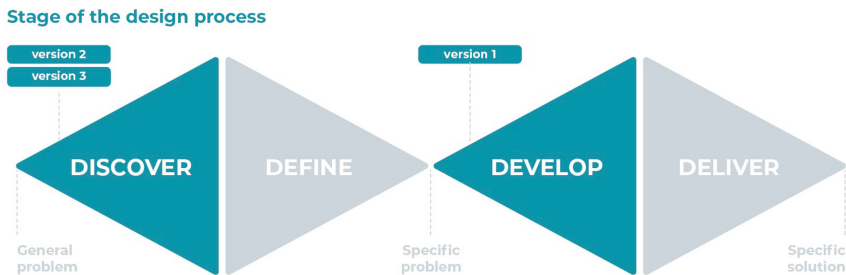 Stage of the design process
version 2
version 3
version 1
DISCOVER
DEFINE
DEVELOP
DELIVER
General
problem
Specific
problem
Specific
solution